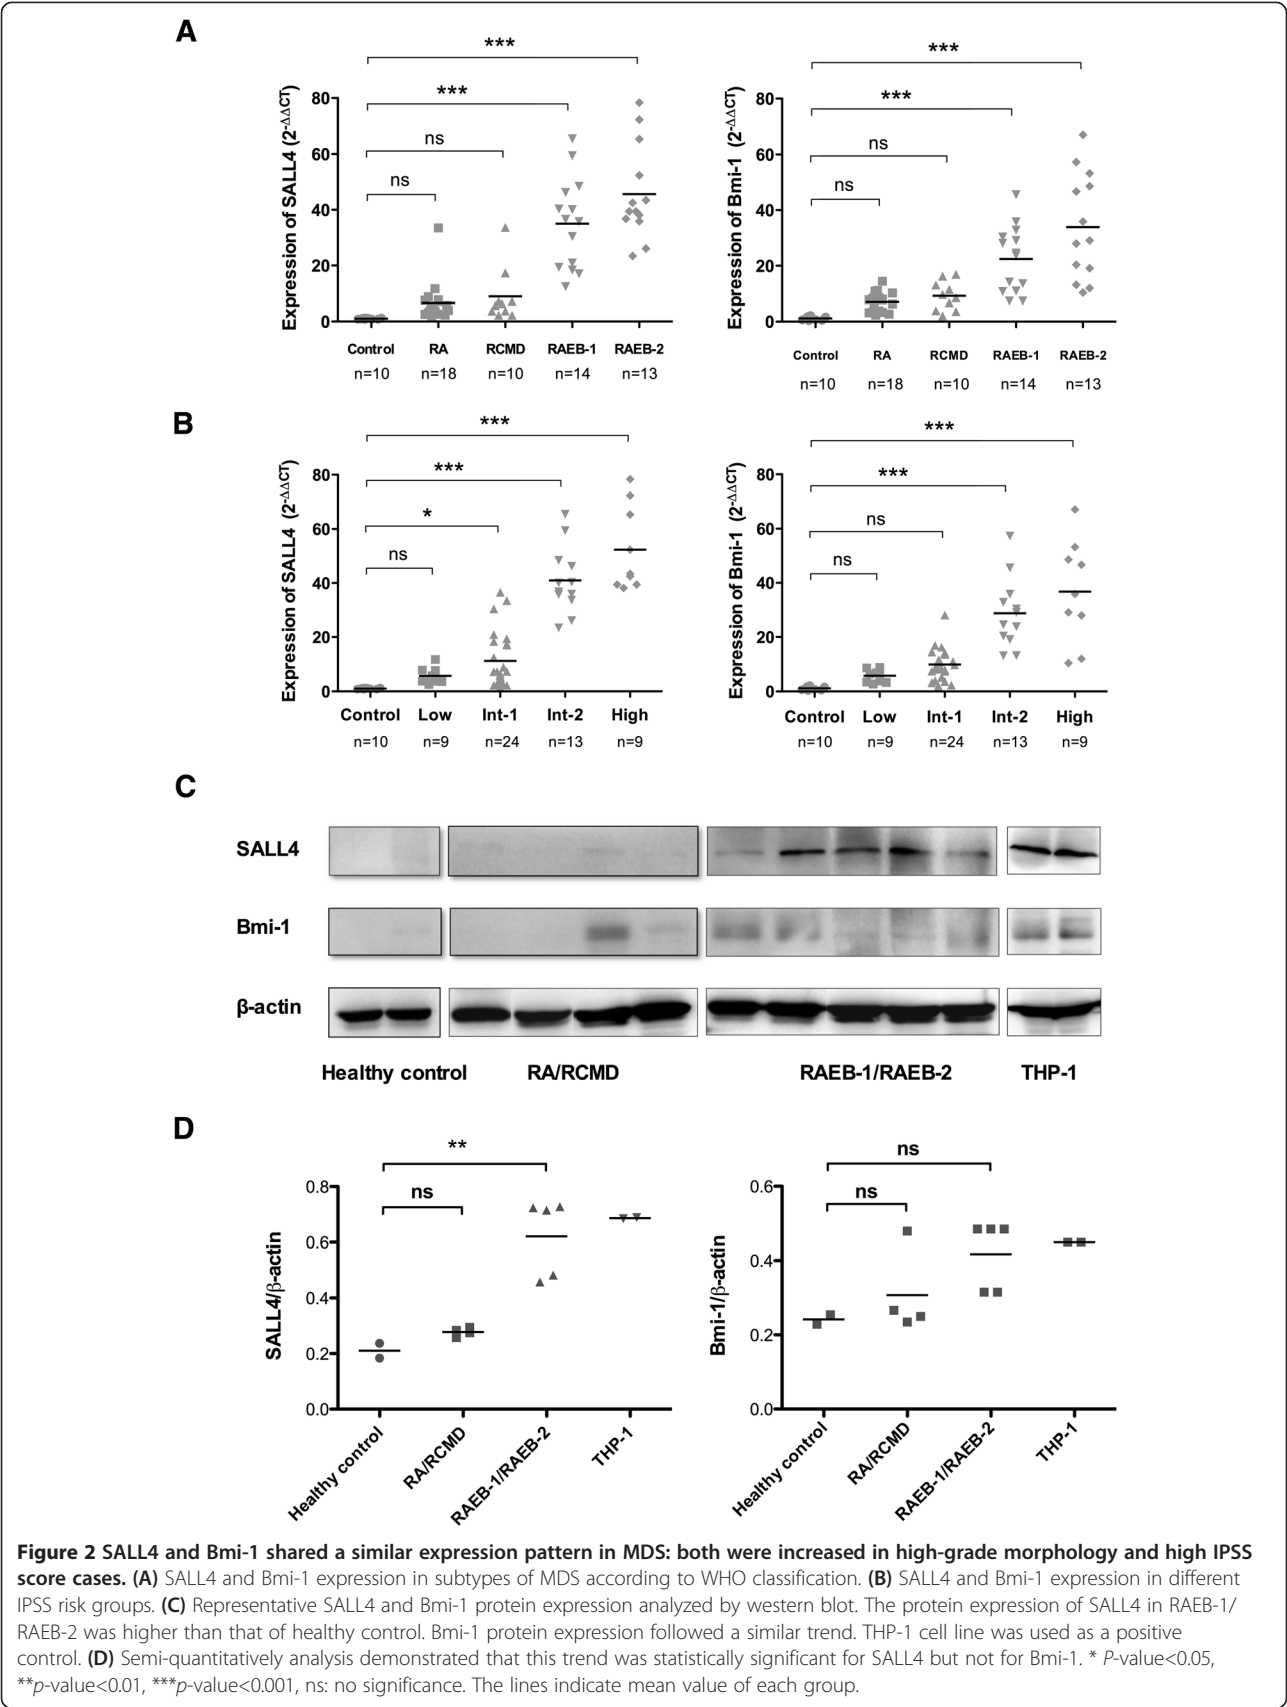 A
*** ***
*** ***
ns ns
ns ns
Expression of SALL4 (2-ΔΔCT)
80
60
40
20
0
Control RA RCMD RAEB-1 RAEB-2
n=10 n=18 n=10 n=14 n=13
Expression of Bmi-1 (2-ΔΔCT)
80
60
40
20
0
Control RA RCMD RAEB-1 RAEB-2
n=10 n=18 n=10 n=14 n=13
B
*** ***
*** ***
* ns
ns ns
Expression of SALL4 (2-ΔΔCT)
80
60
40
20
0
Control Low Int-1 Int-2 High
n=10 n=9 n=24 n=13 n=9
Expression of Bmi-1 (2-ΔΔCT)
80
60
40
20
0
Control Low Int-1 Int-2 High
n=10 n=9 n=24 n=13 n=9
C
SALL4
Bmi-1
β-actin
Healthy control RA/RCMD RAEB-1/RAEB-2 THP-1
D
**
ns
SALL4/β-actin
0.8
0.6
0.4
0.2
0.0
Healthy control RA/RCMD RAEB-1/RAEB-2 THP-1
ns
ns
Bmi-1/β-actin
0.6
0.4
0.2
0.0
Healthy control RA/RCMD RAEB-1/RAEB-2 THP-1
Figure 2 SALL4 and Bmi-1 shared a similar expression pattern in MDS: both were increased in high-grade morphology and high IPSS
score cases. (A) SALL4 and Bmi-1 expression in subtypes of MDS according to WHO classification. (B) SALL4 and Bmi-1 expression in different
IPSS risk groups. (C) Representative SALL4 and Bmi-1 protein expression analyzed by western blot. The protein expression of SALL4 in RAEB-1/
RAEB-2 was higher than that of healthy control. Bmi-1 protein expression followed a similar trend. THP-1 cell line was used as a positive
control. (D) Semi-quantitatively analysis demonstrated that this trend was statistically significant for SALL4 but not for Bmi-1. * P-value<0.05,
**p-value<0.01, ***p-value<0.001, ns: no significance. The lines indicate mean value of each group.